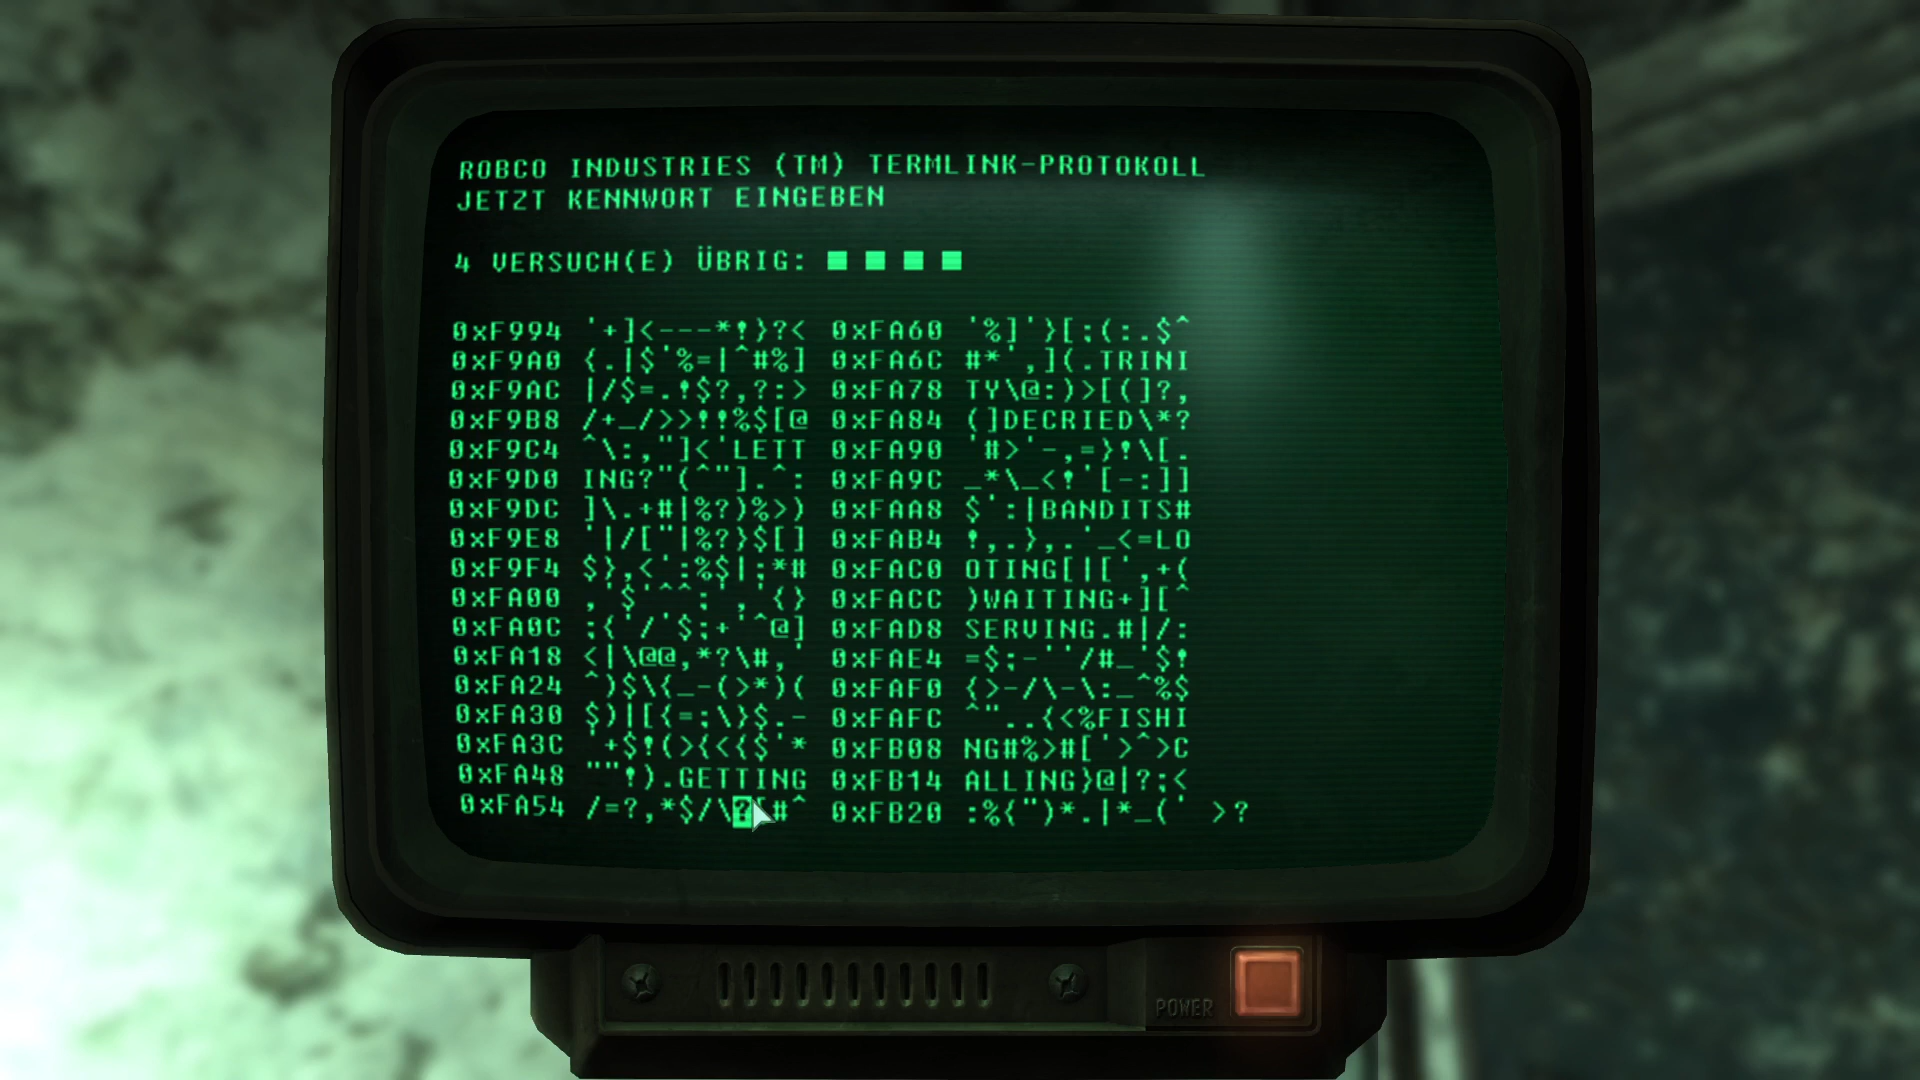 ROBCO INDUSTRIES (TM) TERMLINK-PROTOKOLL
JETZT KENNWORT EINGEBEN
4 VERSUCH(E) ÜBRIG: ■ ■ ■ ■
0xF994 '+]<---*!}?< 0xFA60 '%]'}[;(:.$^
0xF9A0 {.|$'%=|^#%] 0xFA6C #*',](.TRINI
0xF9AC |/$=.!$?,?:> 0xFA78 TY\@:)>[(]?,
0xF9B8 /+_/>>!!%$[@ 0xFA84 (]DECRIED\*?
0xF9C4 ^\:,"]<'LETT 0xFA90 '#>'-,=}!\[.
0xF9D0 ING?"(^"].^: 0xFA9C _*\_<!'[-:]]
0xF9DC ]\.+#|%?)%>) 0xFAA8 $':|BANDITS#
0xF9E8 '|/["|%?}$[] 0xFAB4 !,.},.'_<=LO
0xF9F4 $},<':%$|;*# 0xFAC0 OTING[|[',+(
0xFA00 ,'$'^^;','{} 0xFACC )WAITING+][^
0xFA0C ;{'/'$;+'^@] 0xFAD8 SERVING.#|/:
0xFA18 <|\@@,*?\#,' 0xFAE4 =$;-''/#_'$!
0xFA24 ^)$\{_-(>*)( 0xFAF0 {>-/\-\:_^%$
0xFA30 $)|[{=;\}$.- 0xFAFC ^"..{<%FISHI
0xFA3C '+$!(>{<{$'* 0xFB08 NG#%>#['>^>C
0xFA48 ""!).GETTING 0xFB14 ALLING}@|?;<
0xFA54 /=?,*$/\?[#^ 0xFB20 :%{")*.|*_(' >?
POWER